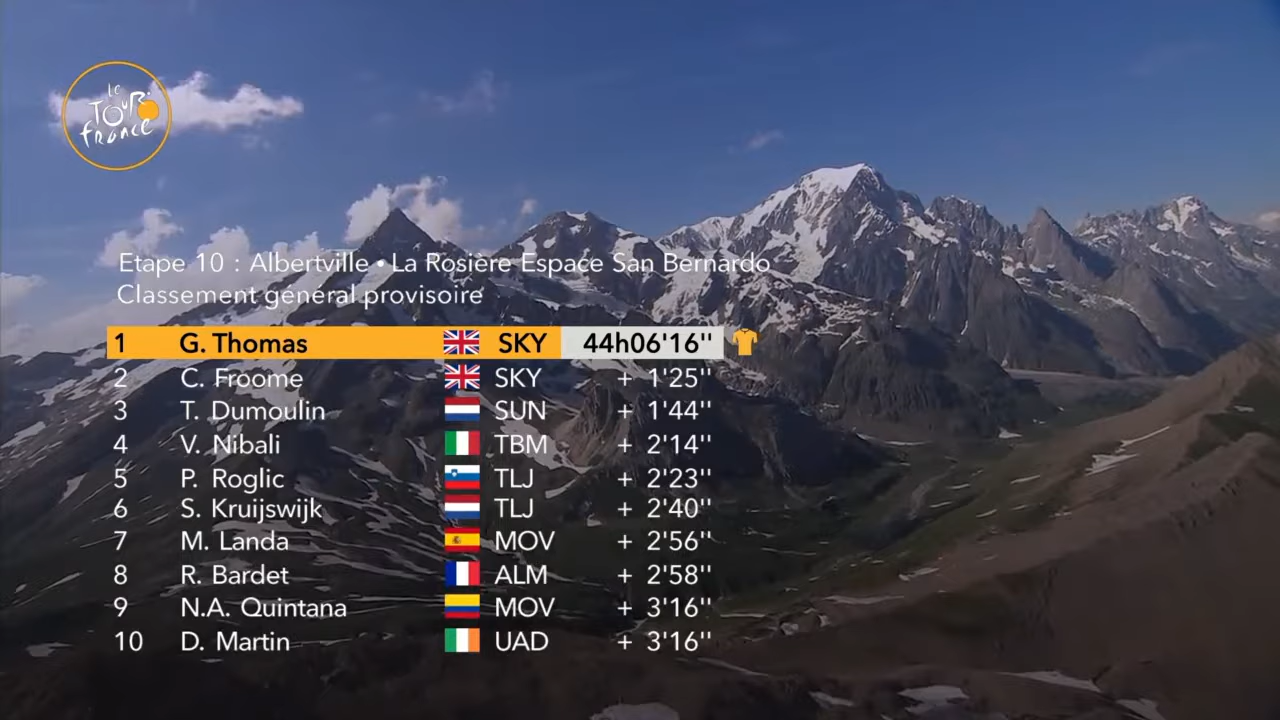 Le
Tour
de
France
Etape 10 : Albertville • La Rosière Espace San Bernardo
Classement général provisoire
1 G. Thomas SKY 44h06'16''
2 C. Froome SKY + 1'25''
3 T. Dumoulin SUN + 1'44''
4 V. Nibali TBM + 2'14''
5 P. Roglic TLJ + 2'23''
6 S. Kruijswijk TLJ + 2'40''
7 M. Landa MOV + 2'56''
8 R. Bardet ALM + 2'58''
9 N.A. Quintana MOV + 3'16''
10 D. Martin UAD + 3'16''